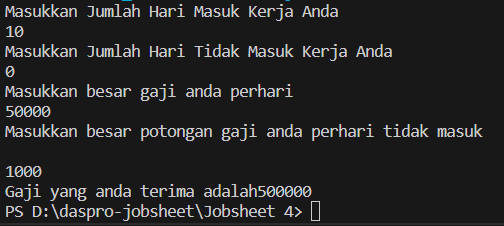 Masukkan Jumlah Hari Masuk Kerja Anda
10
Masukkan Jumlah Hari Tidak Masuk Kerja Anda
0
Masukkan besar gaji anda perhari
50000
Masukkan besar potongan gaji anda perhari tidak masuk
1000
Gaji yang anda terima adalah500000
PS D:\daspro-jobsheet\Jobsheet 4>